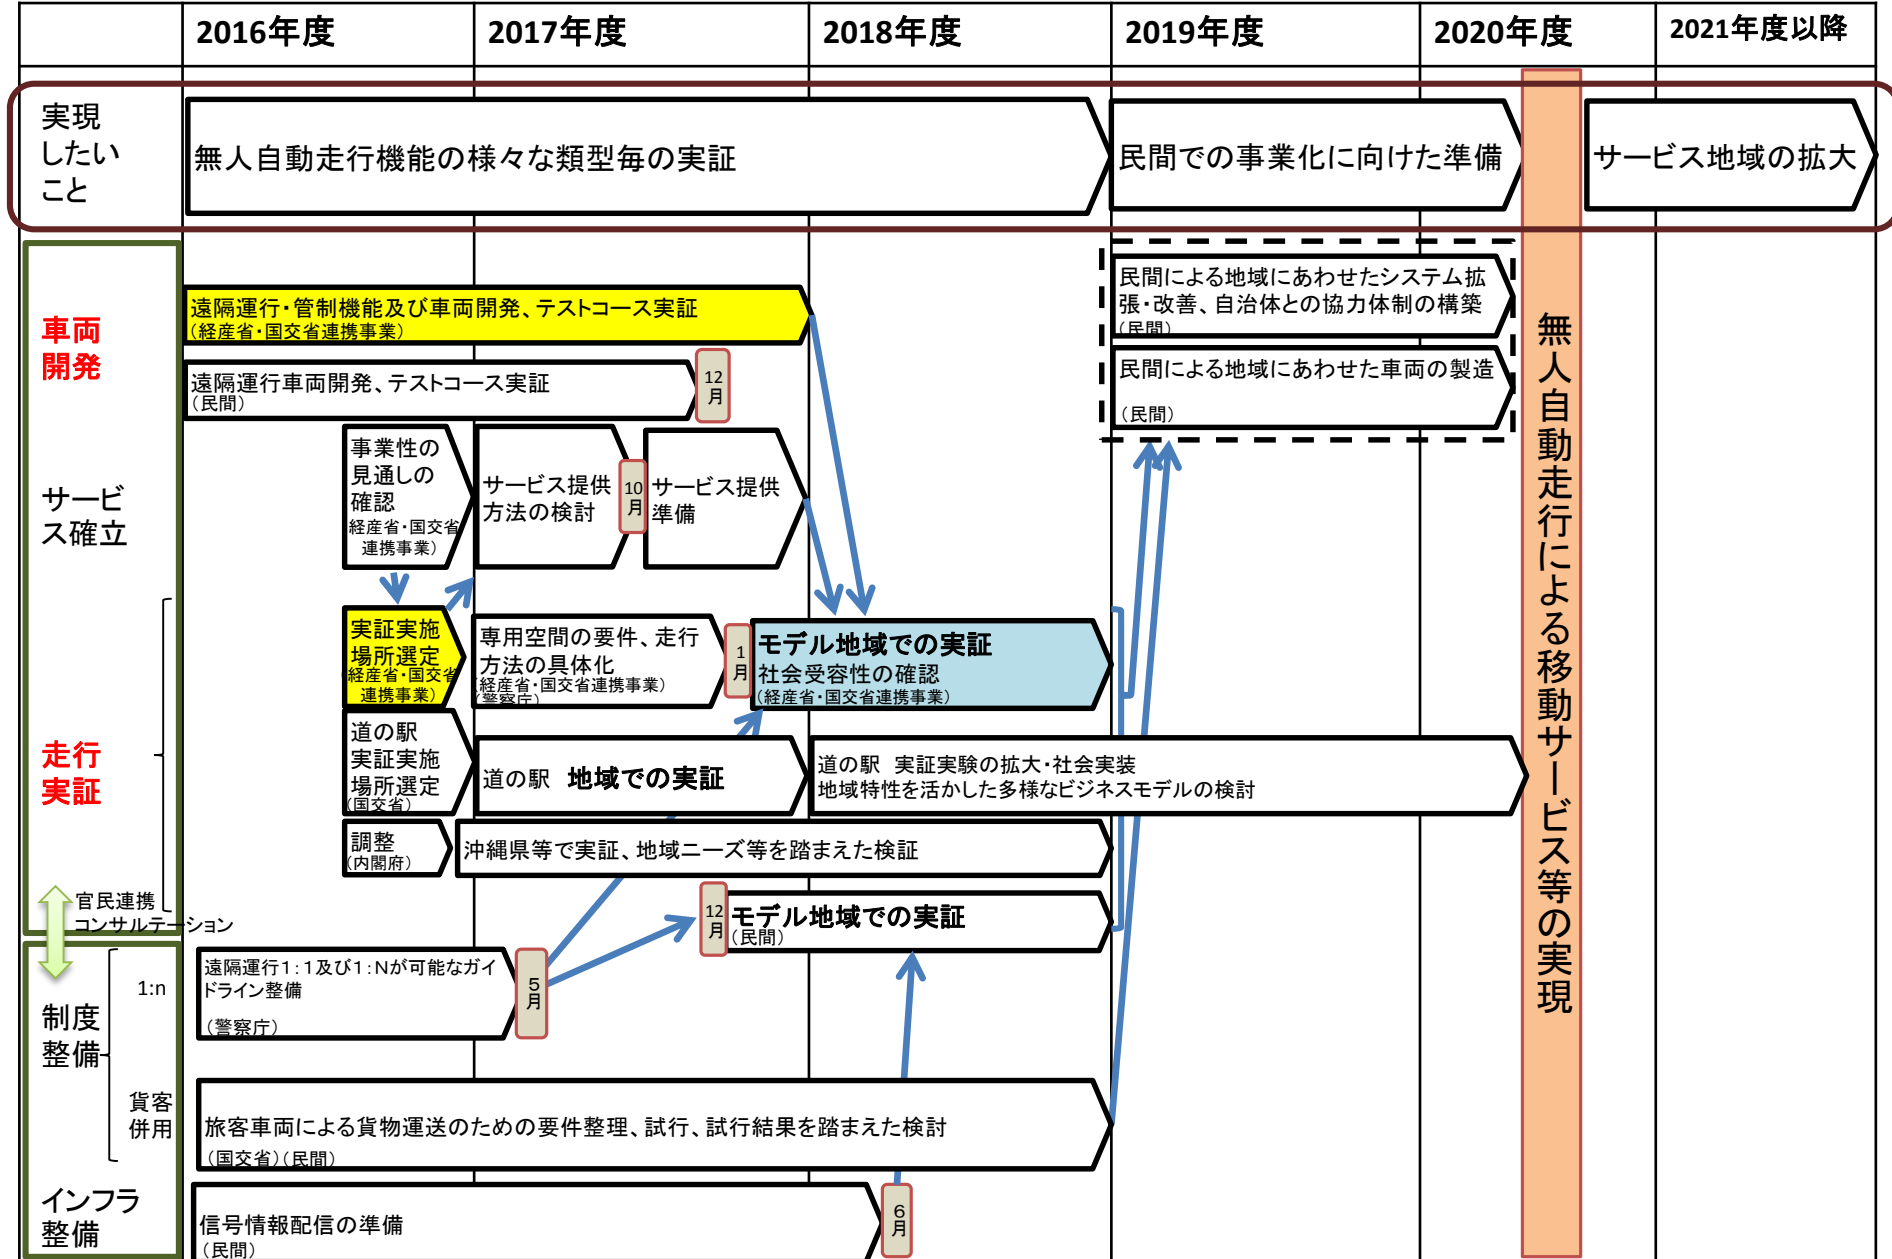 2016年度
2017年度
2018年度
2019年度
2020年度
2021年度以降
実現
したい
こと
無人自動走行機能の様々な類型毎の実証
民間での事業化に向けた準備
サービス地域の拡大
車両
開発
遠隔運行・管制機能及び車両開発、テストコース実証
（経産省・国交省連携事業）
遠隔運行車両開発、テストコース実証
（民間）
12
月
民間による地域にあわせたシステム拡
張・改善、自治体との協力体制の構築
（民間）
民間による地域にあわせた車両の製造
（民間）
サービ
ス確立
事業性の
見通しの
確認
経産省・国交省
連携事業）
サービス提供
方法の検討
10
月
サービス提供
準備
走行
実証
実証実施
場所選定
経産省・国交省
連携事業）
専用空間の要件、走行
方法の具体化
（経産省・国交省連携事業）
（警察庁）
1
月
モデル地域での実証
社会受容性の確認
（経産省・国交省連携事業）
道の駅
実証実施
場所選定
（国交省）
道の駅　地域での実証
道の駅　実証実験の拡大・社会実装
地域特性を活かした多様なビジネスモデルの検討
調整
（内閣府）
沖縄県等で実証、地域ニーズ等を踏まえた検証
12
月
モデル地域での実証
（民間）
官民連携
コンサルテーション
制度
整備
1:n
遠隔運行１：１及び１：Ｎが可能なガイ
ドライン整備
（警察庁）
５
月
貨客
併用
旅客車両による貨物運送のための要件整理、試行、試行結果を踏まえた検討
（国交省）（民間）
インフラ
整備
信号情報配信の準備
（民間）
６
月
無人自動走行による移動サービス等の実現